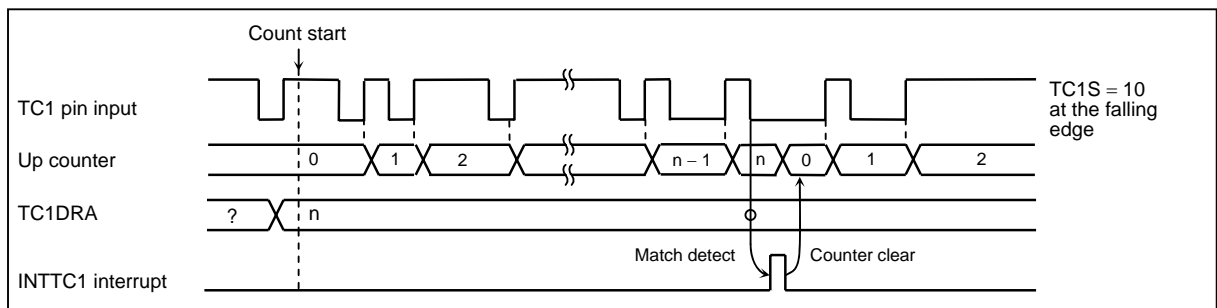 Count start
TC1 pin input
TC1S = 10
at the falling
edge
Up counter
0 1 2 n − 1 n 0 1 2
TC1DRA
? n
Match detect Counter clear
INTTC1 interrupt